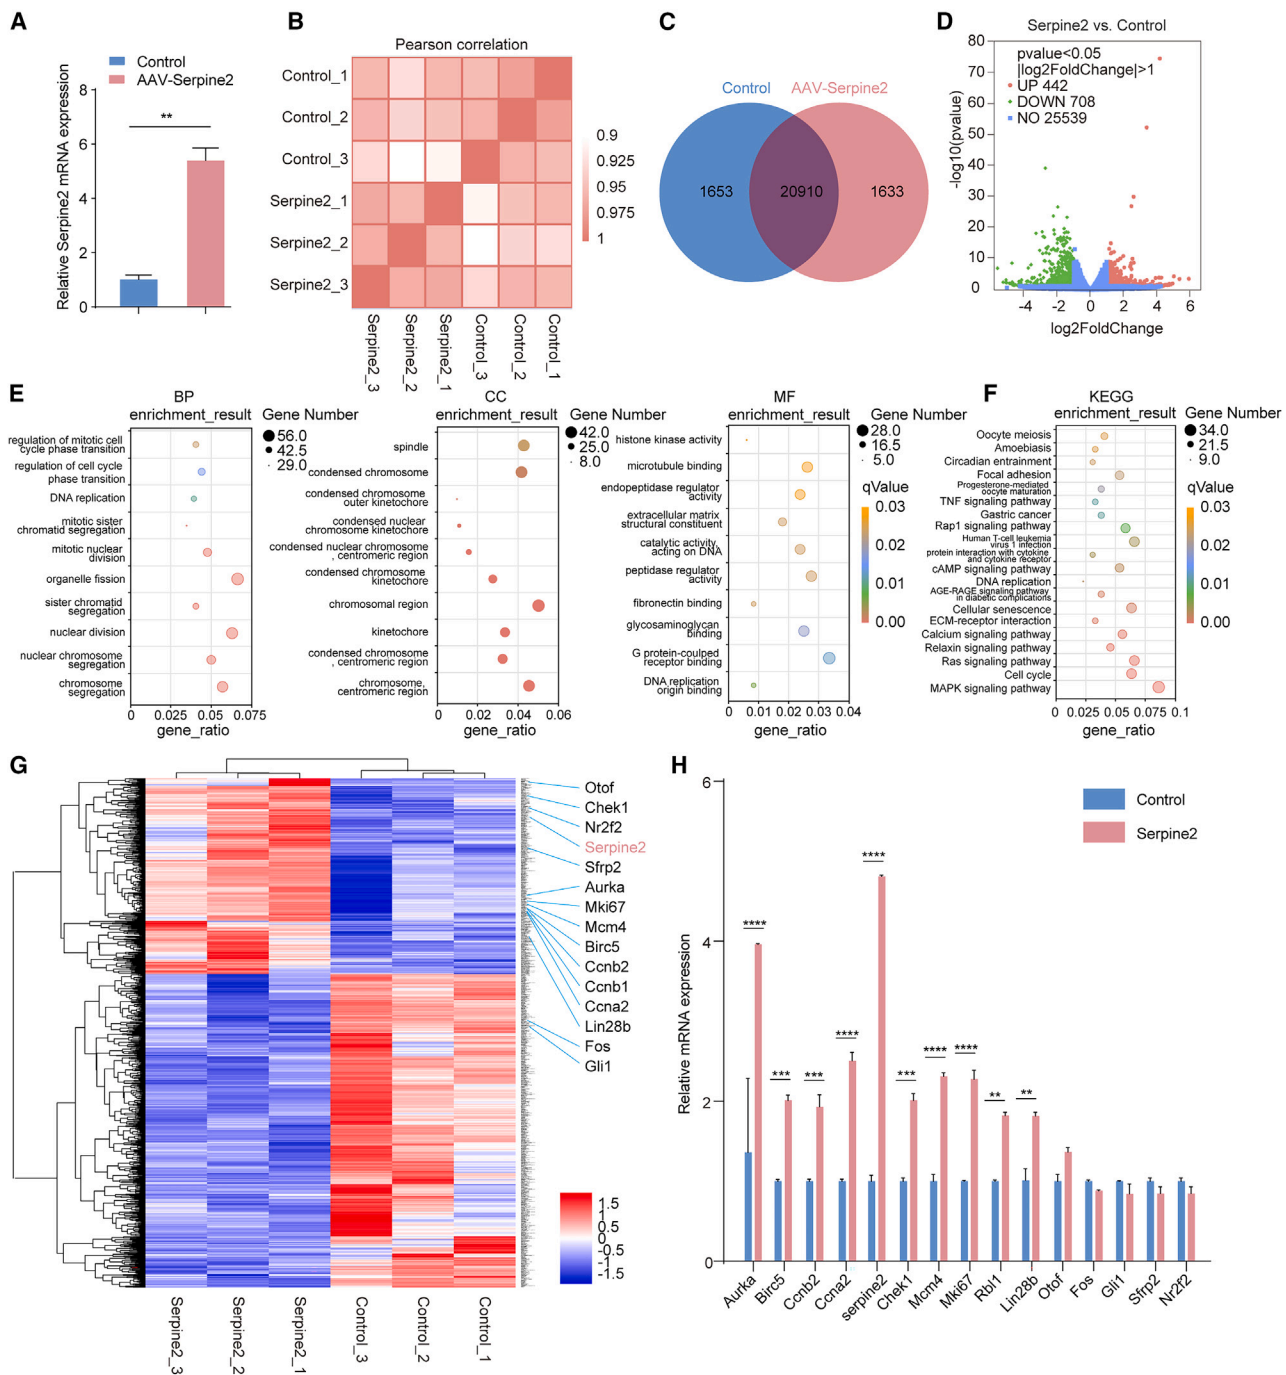 A
Control
AAV-Serpine2
Relative Serpine2 mRNA expression
**
8
6
4
2
0
B
Pearson correlation
Control_1
Control_2
Control_3
Serpine2_1
Serpine2_2
Serpine2_3
Serpine2_3
Serpine2_2
Serpine2_1
Control_3
Control_2
Control_1
0.9
0.925
0.95
0.975
1
C
Control
AAV-Serpine2
1653
20910
1633
D
Serpine2 vs. Control
pvalue<0.05
|log2FoldChange|>1
UP 442
DOWN 708
NO 25539
-log10(pvalue)
80
70
60
50
40
30
20
10
0
-4
-2
0
2
4
6
log2FoldChange
E
BP
enrichment_result
regulation of mitotic cell
cycle phase transition
regulation of cell cycle
phase transition
DNA replication
mitotic sister
chromatid segregation
mitotic nuclear
division
organelle fission
sister chromatid
segregation
nuclear division
nuclear chromosome
segregation
chromosome
segregation
0
0.025
0.05
0.075
gene_ratio
Gene Number
56.0
42.5
29.0
CC
enrichment_result
spindle
condensed chromosome
condensed chromosome
outer kinetochore
condensed nuclear
chromosome kinetochore
condensed nuclear chromosome
, centromeric region
condensed chromosome
kinetochore
chromosomal region
kinetochore
condensed chromosome
, centromeric region
chromosome,
centromeric region
0
0.02
0.04
0.06
gene_ratio
Gene Number
42.0
25.0
8.0
MF
enrichment_result
histone kinase activity
microtubule binding
endopeptidase regulator
activity
extracellular matrix
structural constituent
catalytic activity,
acting on DNA
peptidase regulator
activity
fibronectin binding
glycosaminoglycan
binding
G protein-coulped
receptor binding
DNA replication
origin binding
0
0.01
0.02
0.03
0.04
gene_ratio
Gene Number
28.0
16.5
5.0
qValue
0.03
0.02
0.01
0.00
F
KEGG
enrichment_result
Oocyte meiosis
Amoebiasis
Circadian entrainment
Focal adhesion
Progesterone-mediated
oocyte maturation
TNF signaling pathway
Gastric cancer
Rap1 signaling pathway
Human T-cell leukemia
virus 1 infection
protein interaction with cytokine
and cytokine receptor
cAMP signaling pathway
DNA replication
AGE-RAGE signaling pathway
in diabetic complications
Cellular senescence
ECM-receptor interaction
Calcium signaling pathway
Relaxin signaling pathway
Ras signaling pathway
Cell cycle
MAPK signaling pathway
0
0.025
0.05
0.075
0.1
gene_ratio
Gene Number
34.0
21.5
9.0
qValue
0.03
0.02
0.01
0.00
G
Otof
Chek1
Nr2f2
Serpine2
Sfrp2
Aurka
Mki67
Mcm4
Birc5
Ccnb2
Ccnb1
Ccna2
Lin28b
Fos
Gli1
1.5
1
0.5
0
-0.5
-1
-1.5
Serpine2_3
Serpine2_2
Serpine2_1
Control_3
Control_2
Control_1
H
Control
Serpine2
Relative mRNA expression
6
4
2
0
****
***
***
****
****
***
****
****
**
**
Aurka
Birc5
Ccnb2
Ccna2
serpine2
Chek1
Mcm4
Mki67
Rbl1
Lin28b
Otof
Fos
Gli1
Sfrp2
Nr2f2